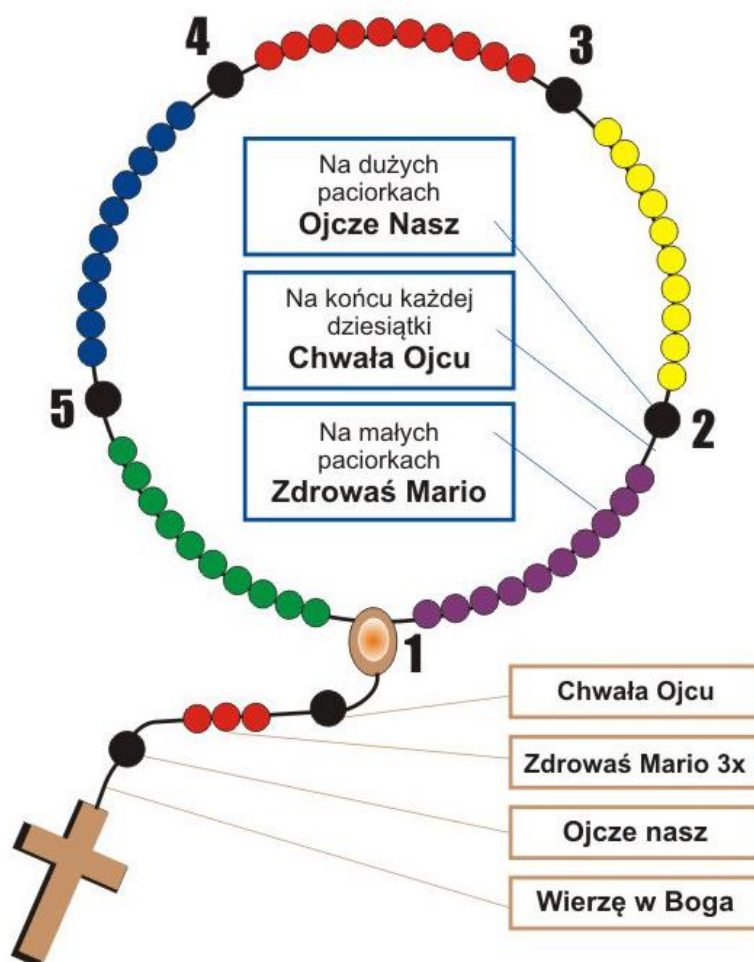 4
3
Na dużych
paciorkach
Ojcze Nasz
Na końcu każdej
dziesiątki
Chwała Ojcu
5
2
Na małych
paciorkach
Zdrowaś Mario
1
Chwała Ojcu
Zdrowaś Mario 3x
Ojcze nasz
Wierzę w Boga